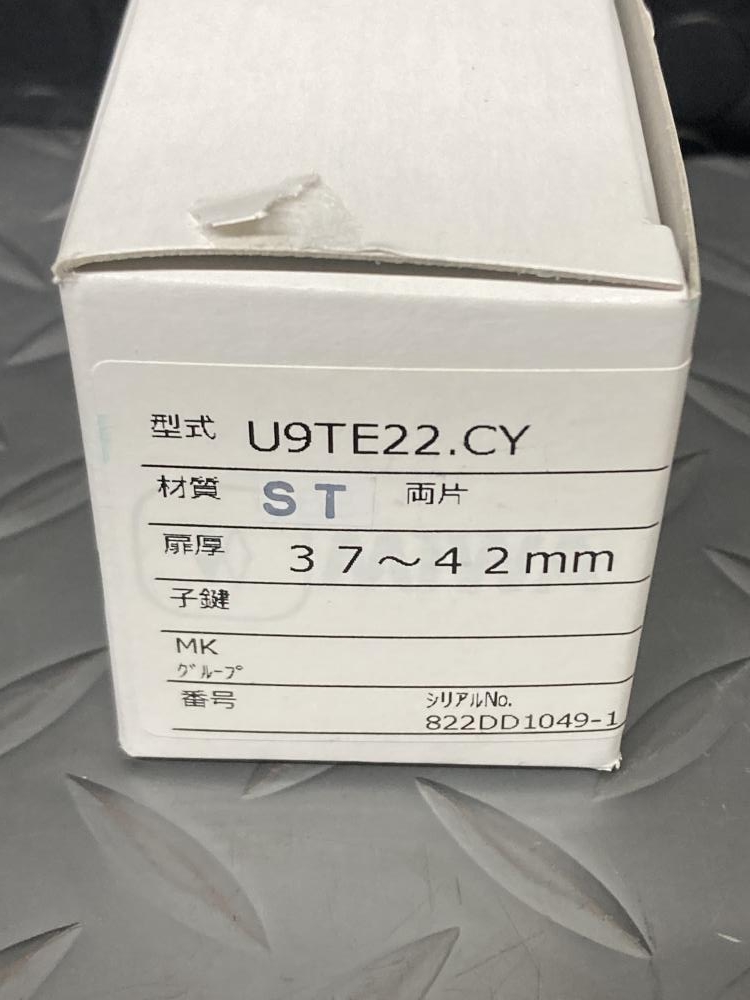 型式 U9TE22.CY
材質 ST 両片
扉厚 37～42mm
子鍵
MK
ｸﾞﾙｰﾌﾟ
番号 ｼﾘｱﾙNo.
822DD1049-1